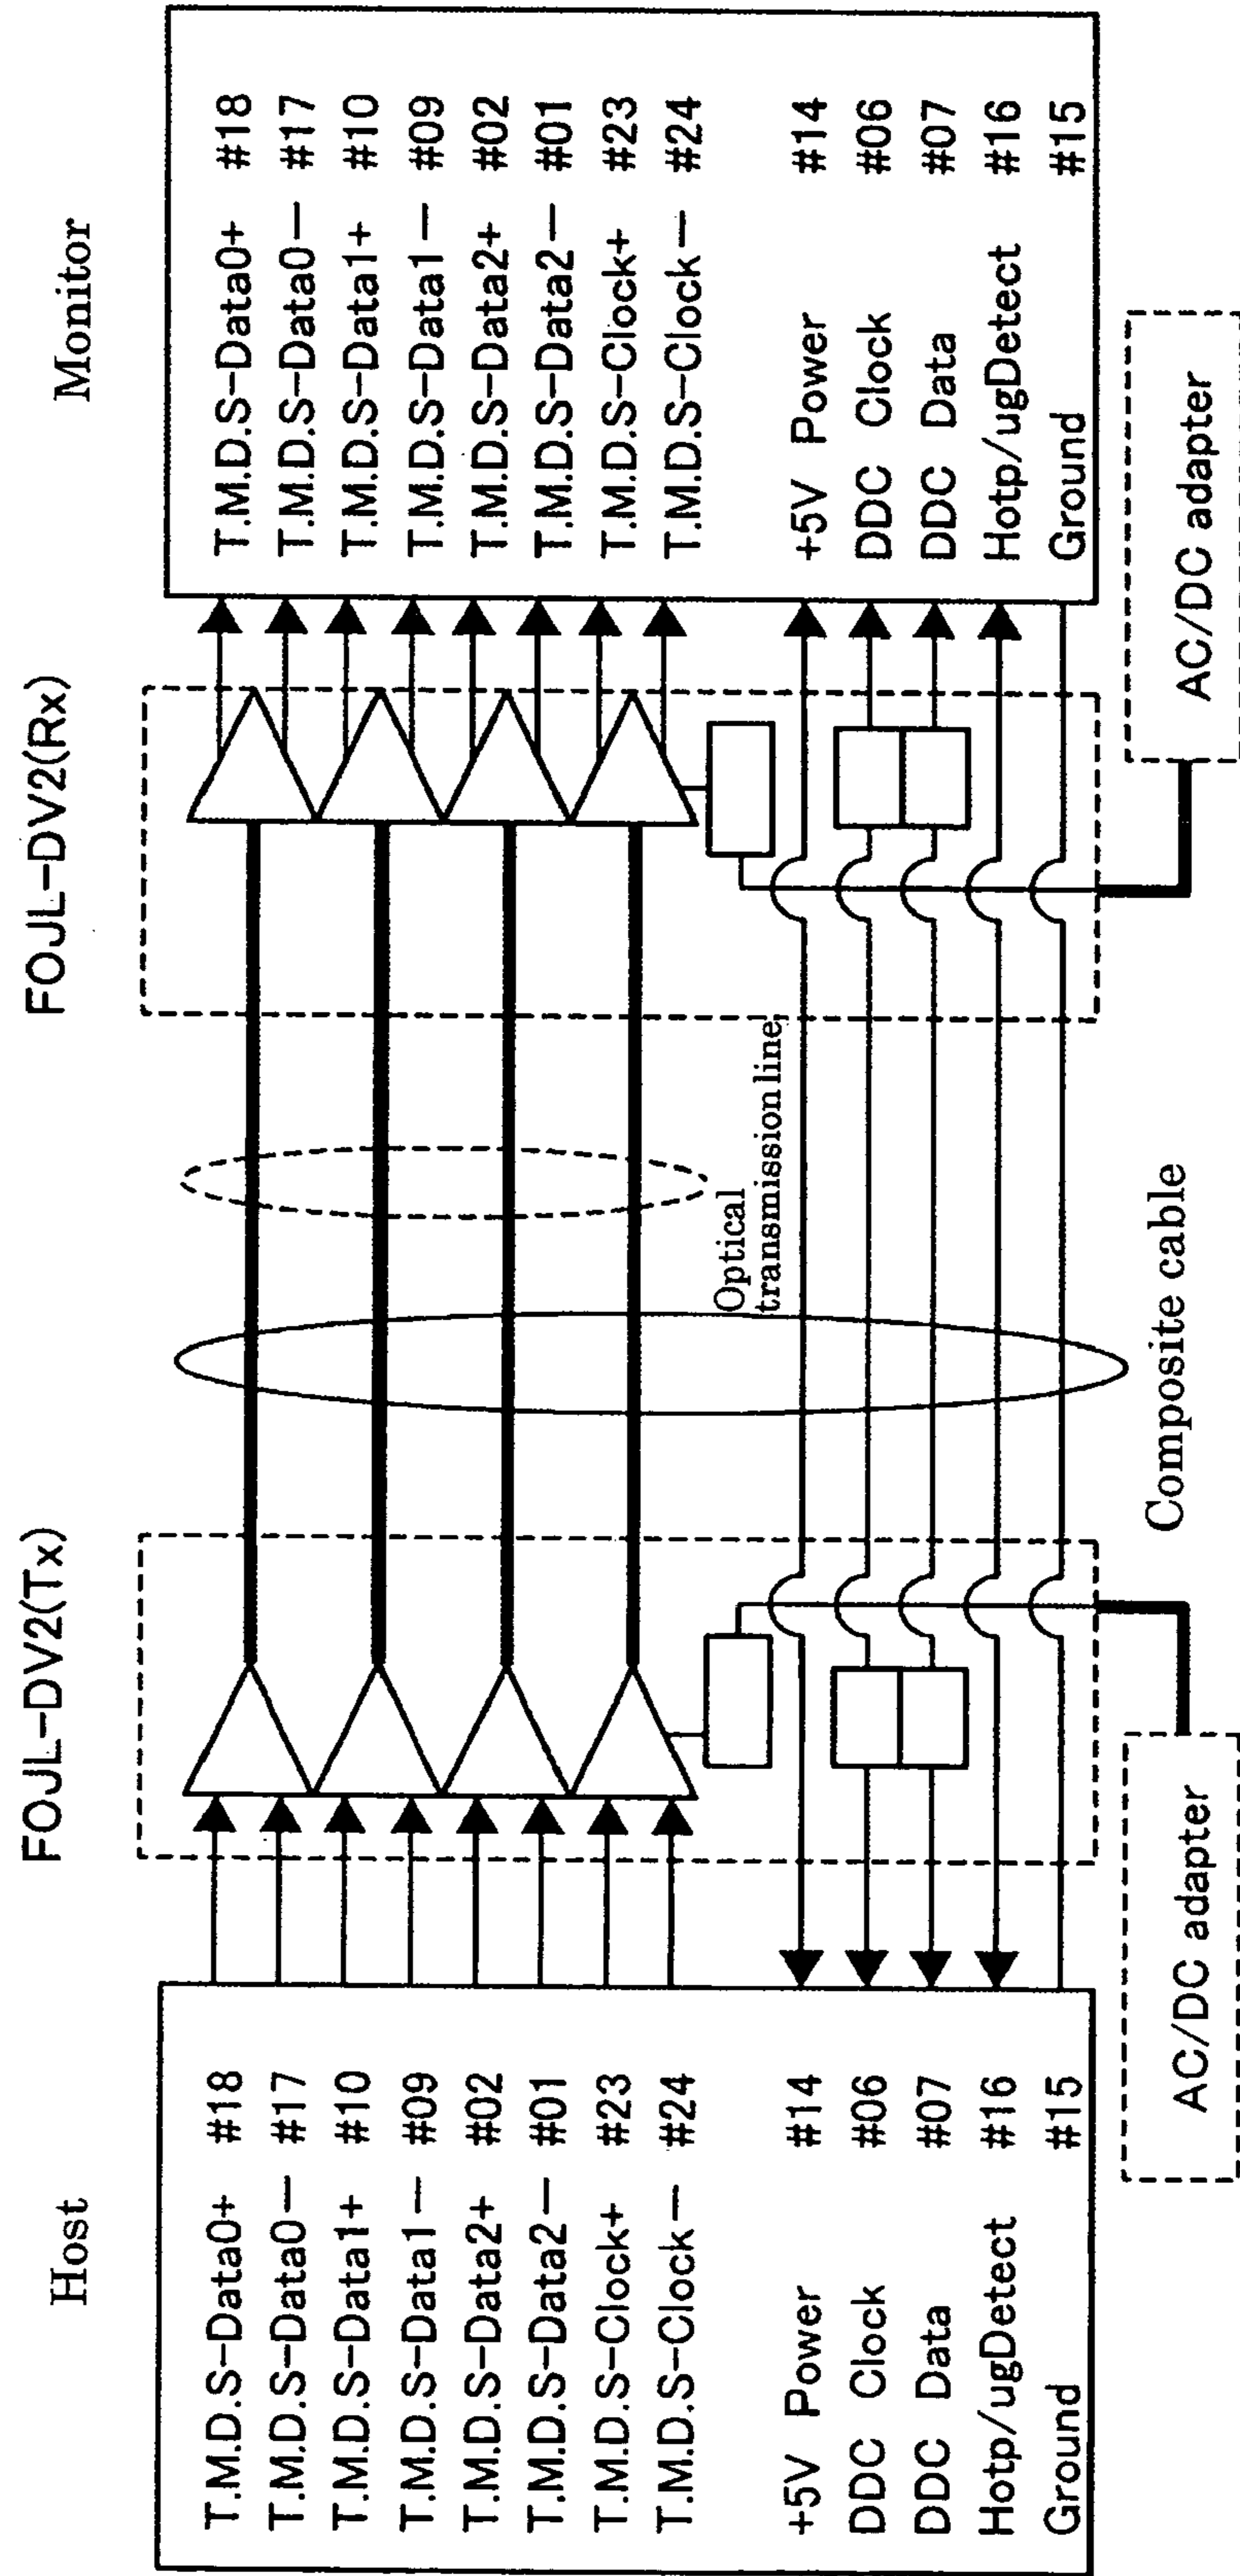 Host
FOJL-DV2(Tx)
FOJL-DV2(Rx)
Monitor
T.M.D.S-Data0+ #18
T.M.D.S-Data0- #17
T.M.D.S-Data1+ #10
T.M.D.S-Data1- #09
T.M.D.S-Data2+ #02
T.M.D.S-Data2- #01
T.M.D.S-Clock+ #23
T.M.D.S-Clock- #24
+5V Power #14
DDC Clock #06
DDC Data #07
Hotp/ugDetect #16
Ground #15
Optical
transmission line
T.M.D.S-Data0+ #18
T.M.D.S-Data0- #17
T.M.D.S-Data1+ #10
T.M.D.S-Data1- #09
T.M.D.S-Data2+ #02
T.M.D.S-Data2- #01
T.M.D.S-Clock+ #23
T.M.D.S-Clock- #24
+5V Power #14
DDC Clock #06
DDC Data #07
Hotp/ugDetect #16
Ground #15
AC/DC adapter
Composite cable
AC/DC adapter